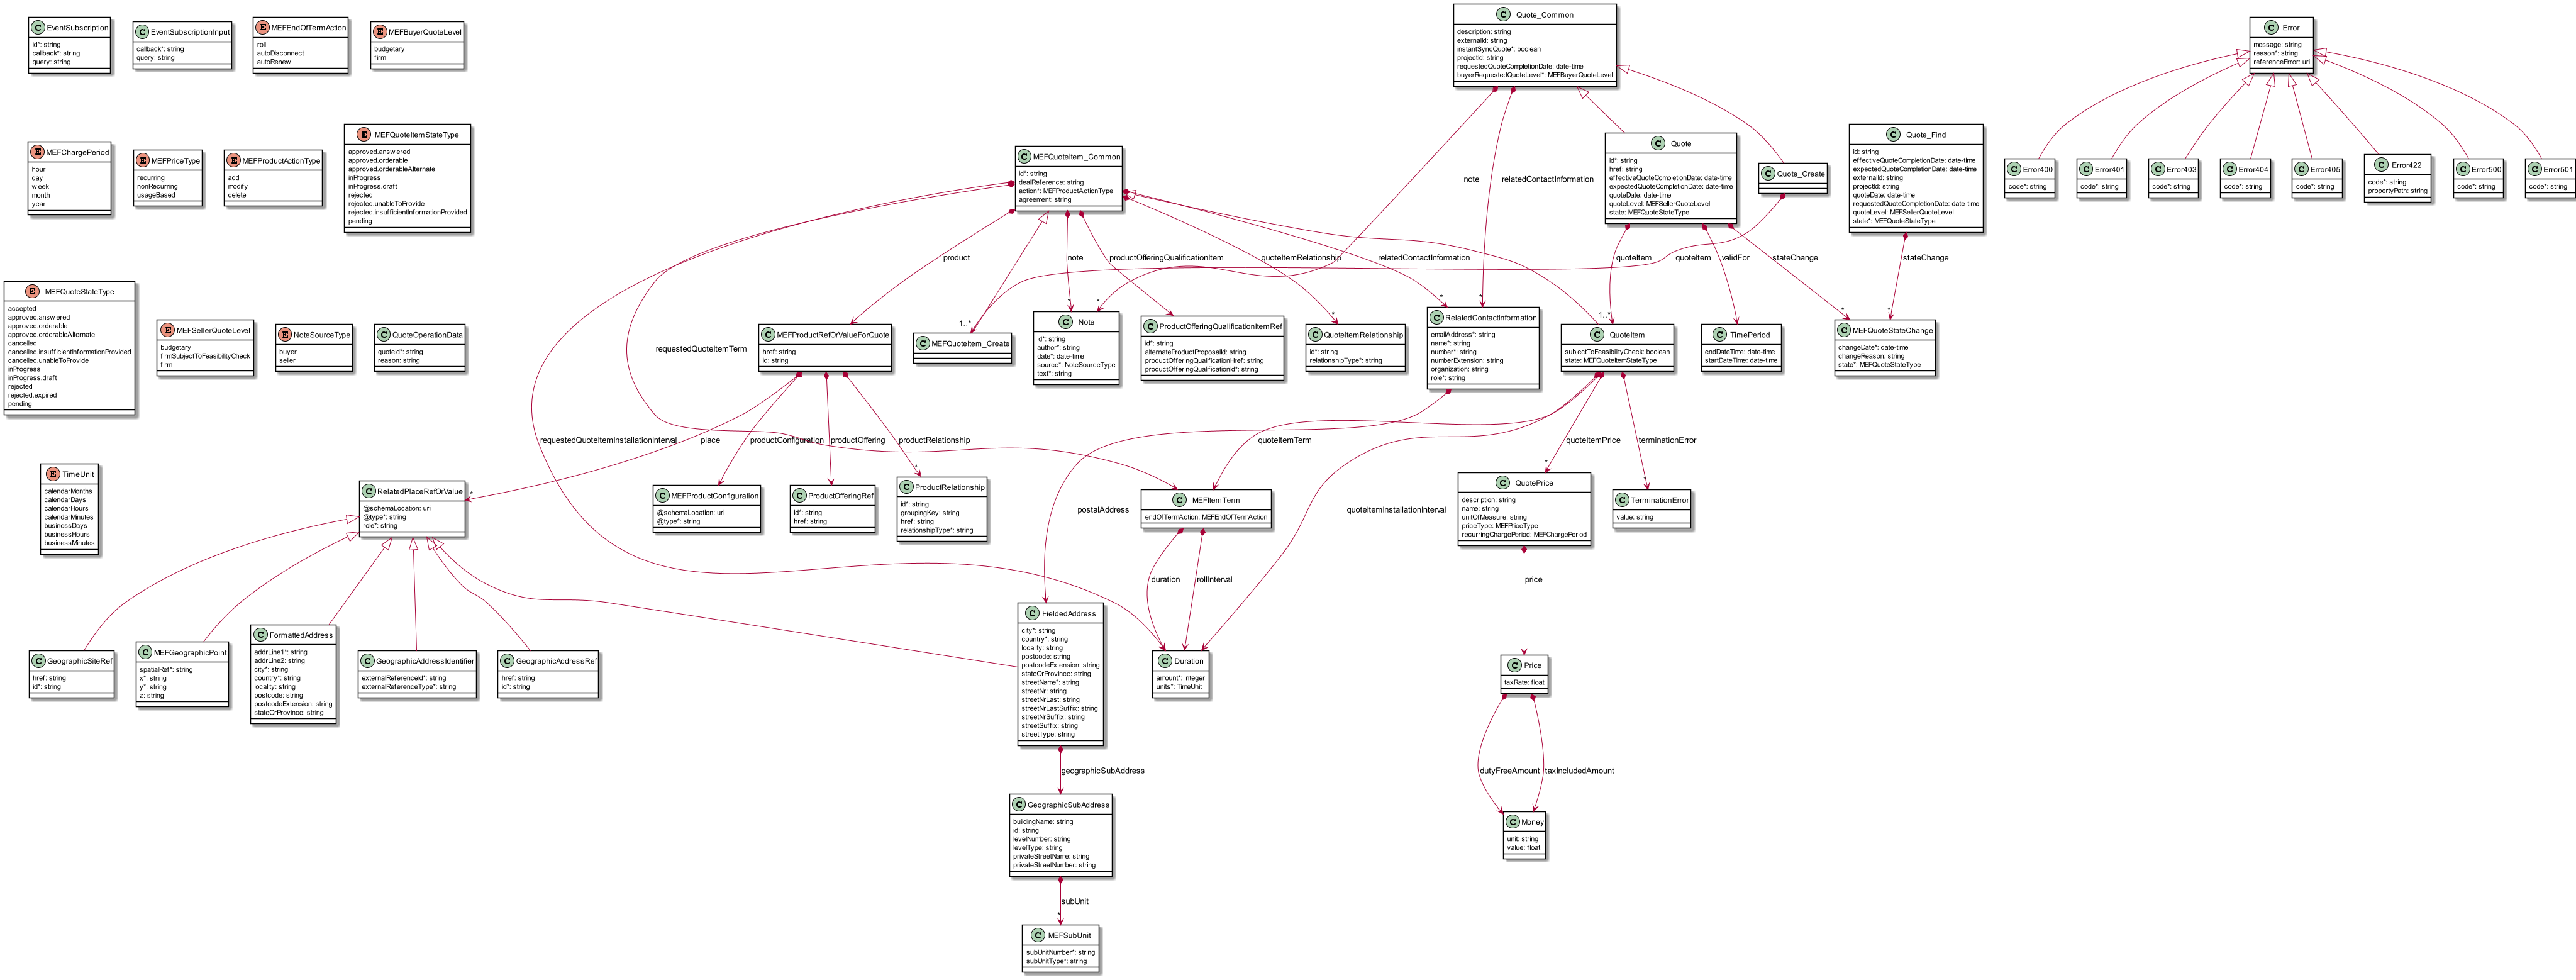 C EventSubscription
id*: string
callback*: string
query: string
C EventSubscriptionInput
callback*: string
query: string
E MEFEndOfTermAction
roll
autoDisconnect
autoRenew
E MEFBuyerQuoteLevel
budgetary
firm
C Quote_Common
description: string
externalId: string
instantSyncQuote*: boolean
projectId: string
requestedQuoteCompletionDate: date-time
buyerRequestedQuoteLevel*: MEFBuyerQuoteLevel
C Error
message: string
reason*: string
referenceError: uri
E MEFChargePeriod
hour
day
week
month
year
E MEFPriceType
recurring
nonRecurring
usageBased
E MEFProductActionType
add
modify
delete
E MEFQuoteItemStateType
approved.answered
approved.orderable
approved.orderableAlternate
inProgress
inProgress.draft
rejected
rejected.unableToProvide
rejected.insufficientInformationProvided
pending
C MEFQuoteItem_Common
id*: string
dealReference: string
action*: MEFProductActionType
agreement: string
note
relatedContactInformation
C Quote
id*: string
href: string
effectiveQuoteCompletionDate: date-time
expectedQuoteCompletionDate: date-time
quoteDate: date-time
quoteLevel: MEFSellerQuoteLevel
state: MEFQuoteStateType
C Quote_Create
C Quote_Find
id: string
effectiveQuoteCompletionDate: date-time
expectedQuoteCompletionDate: date-time
externalId: string
projectId: string
quoteDate: date-time
requestedQuoteCompletionDate: date-time
quoteLevel: MEFSellerQuoteLevel
state*: MEFQuoteStateType
C Error400
code*: string
C Error401
code*: string
C Error403
code*: string
C Error404
code*: string
C Error405
code*: string
C Error422
code*: string
propertyPath: string
C Error500
code*: string
C Error501
code*: string
product
note
productOfferingQualificationItem
quoteItemRelationship
relatedContactInformation
quoteItem
quoteItem
validFor
stateChange
stateChange
E MEFQuoteStateType
accepted
approved.answered
approved.orderable
approved.orderableAlternate
cancelled
cancelled.insufficientInformationProvided
cancelled.unableToProvide
inProgress
inProgress.draft
rejected
rejected.expired
pending
E MEFSellerQuoteLevel
budgetary
firmSubjectToFeasibilityCheck
firm
E NoteSourceType
buyer
seller
C QuoteOperationData
quoteId*: string
reason: string
requestedQuoteItemTerm
C MEFProductRefOrValueForQuote
href: string
id: string
1..*
C MEFQuoteItem_Create
*
*
C Note
id*: string
author*: string
date*: date-time
source*: NoteSourceType
text*: string
C ProductOfferingQualificationItemRef
id*: string
alternateProductProposalId: string
productOfferingQualificationHref: string
productOfferingQualificationId*: string
*
C QuoteItemRelationship
id*: string
relationshipType*: string
*
*
C RelatedContactInformation
emailAddress*: string
name*: string
number*: string
numberExtension: string
organization: string
role*: string
1..*
C QuoteItem
subjectToFeasibilityCheck: boolean
state: MEFQuoteItemStateType
C TimePeriod
endDateTime: date-time
startDateTime: date-time
*
*
C MEFQuoteStateChange
changeDate*: date-time
changeReason: string
state*: MEFQuoteStateType
requestedQuoteItemInstallationInterval
place
productConfiguration
productOffering
productRelationship
quoteItemTerm
quoteItemPrice
terminationError
E TimeUnit
calendarMonths
calendarDays
calendarHours
calendarMinutes
businessDays
businessHours
businessMinutes
*
C RelatedPlaceRefOrValue
@schemaLocation: uri
@type*: string
role*: string
C MEFProductConfiguration
@schemaLocation: uri
@type*: string
C ProductOfferingRef
id*: string
href: string
*
C ProductRelationship
id*: string
groupingKey: string
href: string
relationshipType*: string
postalAddress
C MEFItemTerm
endOfTermAction: MEFEndOfTermAction
quoteItemInstallationInterval
*
C QuotePrice
description: string
name: string
unitOfMeasure: string
priceType: MEFPriceType
recurringChargePeriod: MEFChargePeriod
*
C TerminationError
value: string
duration
rollInterval
price
C GeographicSiteRef
href: string
id*: string
C MEFGeographicPoint
spatialRef*: string
x*: string
y*: string
z: string
C FormattedAddress
addrLine1*: string
addrLine2: string
city*: string
country*: string
locality: string
postcode: string
postcodeExtension: string
stateOrProvince: string
C GeographicAddressIdentifier
externalReferenceId*: string
externalReferenceType*: string
C GeographicAddressRef
href: string
id*: string
C FieldedAddress
city*: string
country*: string
locality: string
postcode: string
postcodeExtension: string
stateOrProvince: string
streetName*: string
streetNr: string
streetNrLast: string
streetNrLastSuffix: string
streetNrSuffix: string
streetSuffix: string
streetType: string
C Duration
amount*: integer
units*: TimeUnit
C Price
taxRate: float
geographicSubAddress
dutyFreeAmount
taxIncludedAmount
C GeographicSubAddress
buildingName: string
id: string
levelNumber: string
levelType: string
privateStreetName: string
privateStreetNumber: string
C Money
unit: string
value: float
subUnit
*
C MEFSubUnit
subUnitNumber*: string
subUnitType*: string